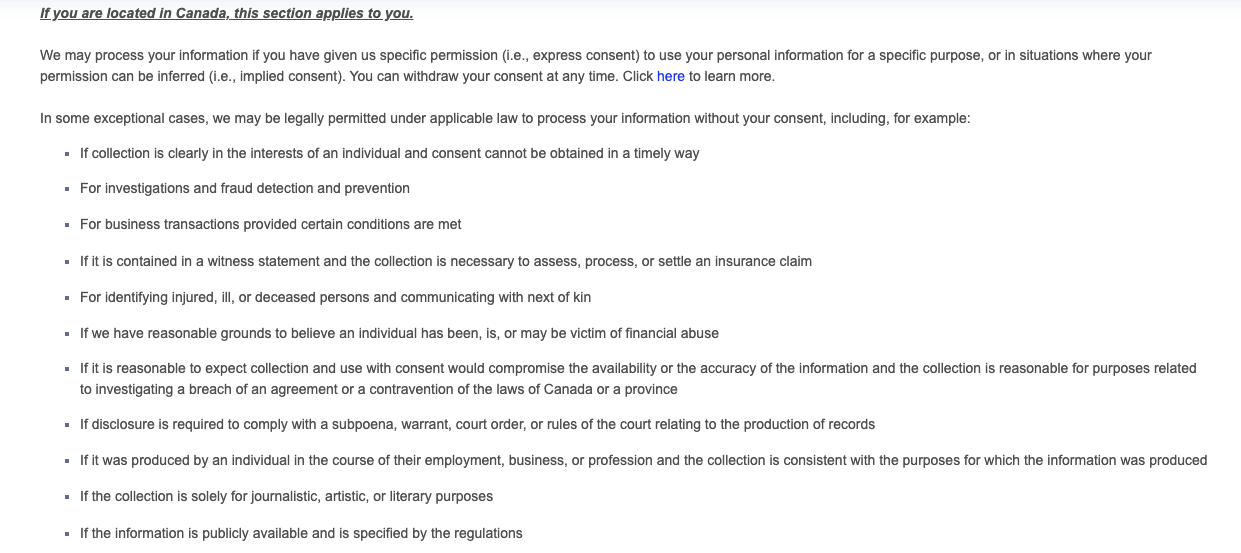 If you are located in Canada, this section applies to you.
We may process your information if you have given us specific permission (i.e., express consent) to use your personal information for a specific purpose, or in situations where your
permission can be inferred (i.e., implied consent). You can withdraw your consent at any time. Click here to learn more.
In some exceptional cases, we may be legally permitted under applicable law to process your information without your consent, including, for example:
▪ If collection is clearly in the interests of an individual and consent cannot be obtained in a timely way
▪ For investigations and fraud detection and prevention
▪ For business transactions provided certain conditions are met
▪ If it is contained in a witness statement and the collection is necessary to assess, process, or settle an insurance claim
▪ For identifying injured, ill, or deceased persons and communicating with next of kin
▪ If we have reasonable grounds to believe an individual has been, is, or may be victim of financial abuse
▪ If it is reasonable to expect collection and use with consent would compromise the availability or the accuracy of the information and the collection is reasonable for purposes related
to investigating a breach of an agreement or a contravention of the laws of Canada or a province
▪ If disclosure is required to comply with a subpoena, warrant, court order, or rules of the court relating to the production of records
▪ If it was produced by an individual in the course of their employment, business, or profession and the collection is consistent with the purposes for which the information was produced
▪ If the collection is solely for journalistic, artistic, or literary purposes
▪ If the information is publicly available and is specified by the regulations